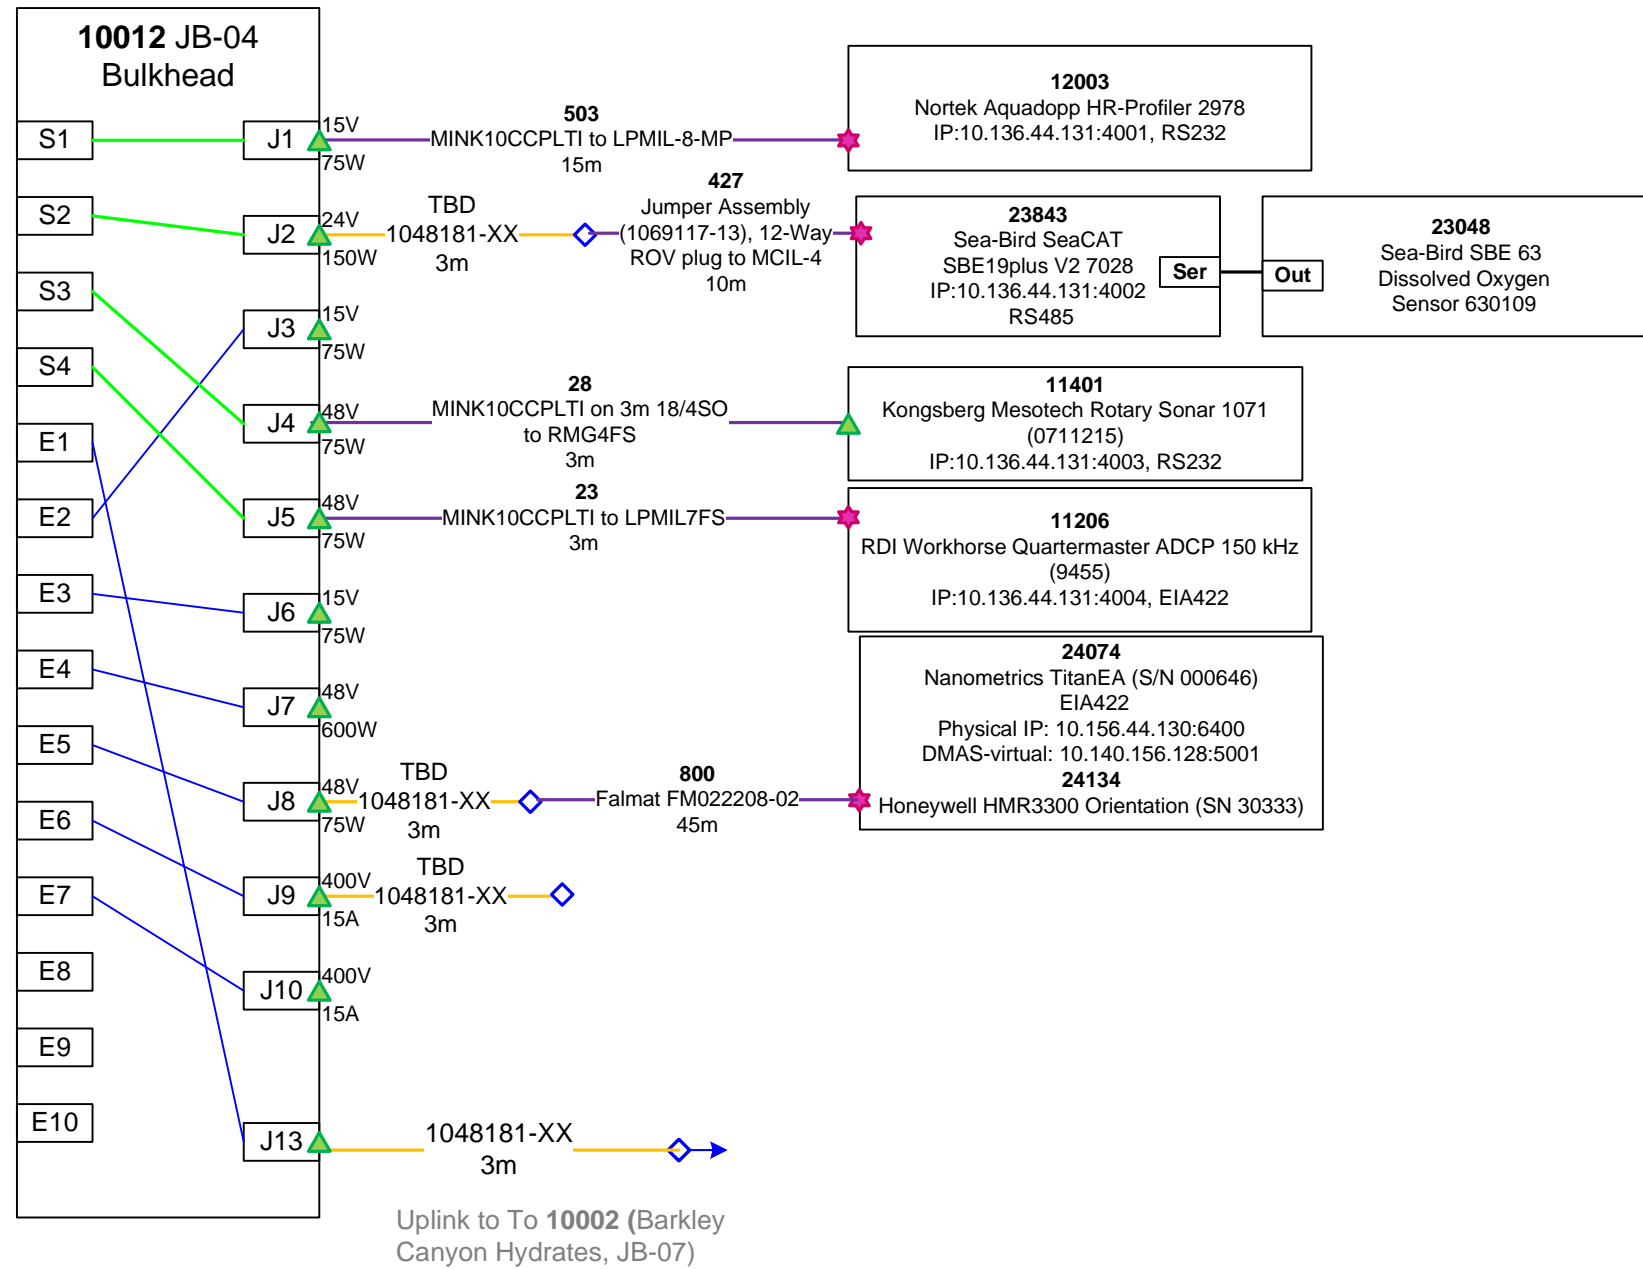 10012 JB-04
Bulkhead
S1
S2
S3
S4
E1
E2
E3
E4
E5
E6
E7
E8
E9
E10
J1
15V
75W
503
MINK10CCPLTI to LPMIL-8-MP
15m
12003
Nortek Aquadopp HR-Profiler 2978
IP:10.136.44.131:4001, RS232
J2
24V
150W
TBD
1048181-XX
3m
427
Jumper Assembly
(1069117-13), 12-Way
ROV plug to MCIL-4
10m
23843
Sea-Bird SeaCAT
SBE19plus V2 7028
IP:10.136.44.131:4002
RS485
Ser
Out
23048
Sea-Bird SBE 63
Dissolved Oxygen
Sensor 630109
J3
15V
75W
J4
48V
75W
28
MINK10CCPLTI on 3m 18/4SO
to RMG4FS
3m
11401
Kongsberg Mesotech Rotary Sonar 1071
(0711215)
IP:10.136.44.131:4003, RS232
J5
48V
75W
23
MINK10CCPLTI to LPMIL7FS
3m
11206
RDI Workhorse Quartermaster ADCP 150 kHz
(9455)
IP:10.136.44.131:4004, EIA422
J6
15V
75W
J7
48V
600W
J8
48V
75W
TBD
1048181-XX
3m
800
Falmat FM022208-02
45m
24074
Nanometrics TitanEA (S/N 000646)
EIA422
Physical IP: 10.156.44.130:6400
DMAS-virtual: 10.140.156.128:5001
24134
Honeywell HMR3300 Orientation (SN 30333)
J9
400V
15A
TBD
1048181-XX
3m
J10
400V
15A
J13
1048181-XX
3m
Uplink to To 10002 (Barkley
Canyon Hydrates, JB-07)